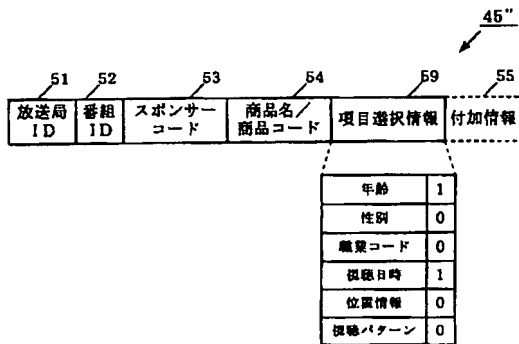 45"
51 52 53 54 59 55
放送局
ID
番組
ID
スポンサー
コード
商品名/
商品コード
項目選択情報
付加情報
年齢 1
性別 0
職業コード 0
視聴日時 1
位置情報 0
視聴パターン 0